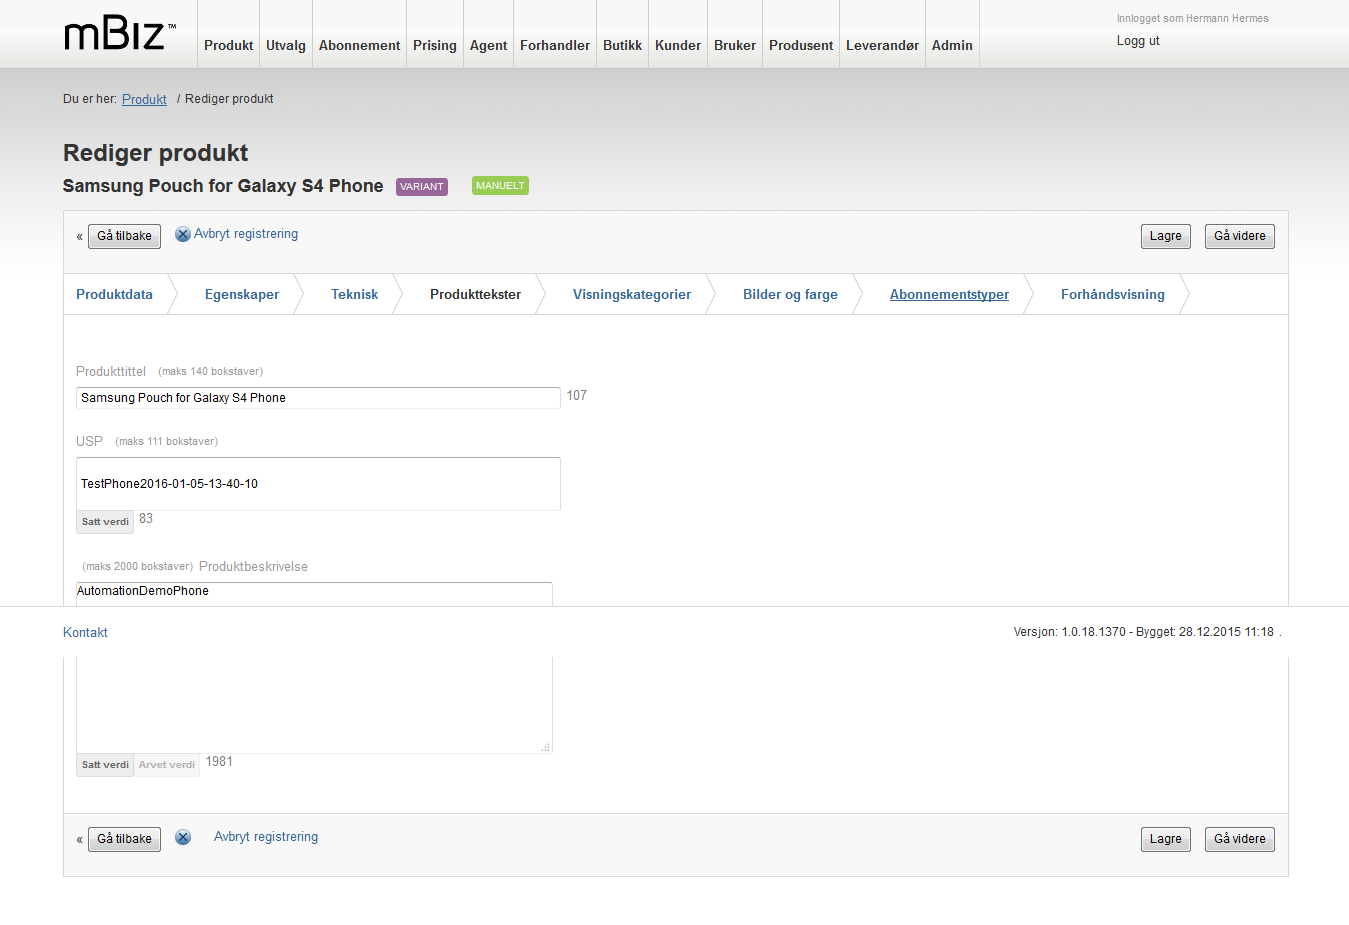 mBiz™
Produkt Utvalg Abonnement Prising Agent Forhandler Butikk Kunder Bruker Produsent Leverandør Admin
Innlogget som Hermann Hermes
Logg ut
Du er her: Produkt / Rediger produkt
Rediger produkt
Samsung Pouch for Galaxy S4 Phone VARIANT MANUELT
« Gå tilbake Avbryt registrering Lagre Gå videre
Produktdata Egenskaper Teknisk Produkttekster Visningskategorier Bilder og farge Abonnementstyper Forhåndsvisning
Produkttittel (maks 140 bokstaver)
Samsung Pouch for Galaxy S4 Phone 107
USP (maks 111 bokstaver)
TestPhone2016-01-05-13-40-10
Satt verdi 83
(maks 2000 bokstaver) Produktbeskrivelse
AutomationDemoPhone
Kontakt Versjon: 1.0.18.1370 - Bygget: 28.12.2015 11:18 .
Satt verdi Arvet verdi 1981
« Gå tilbake Avbryt registrering Lagre Gå videre